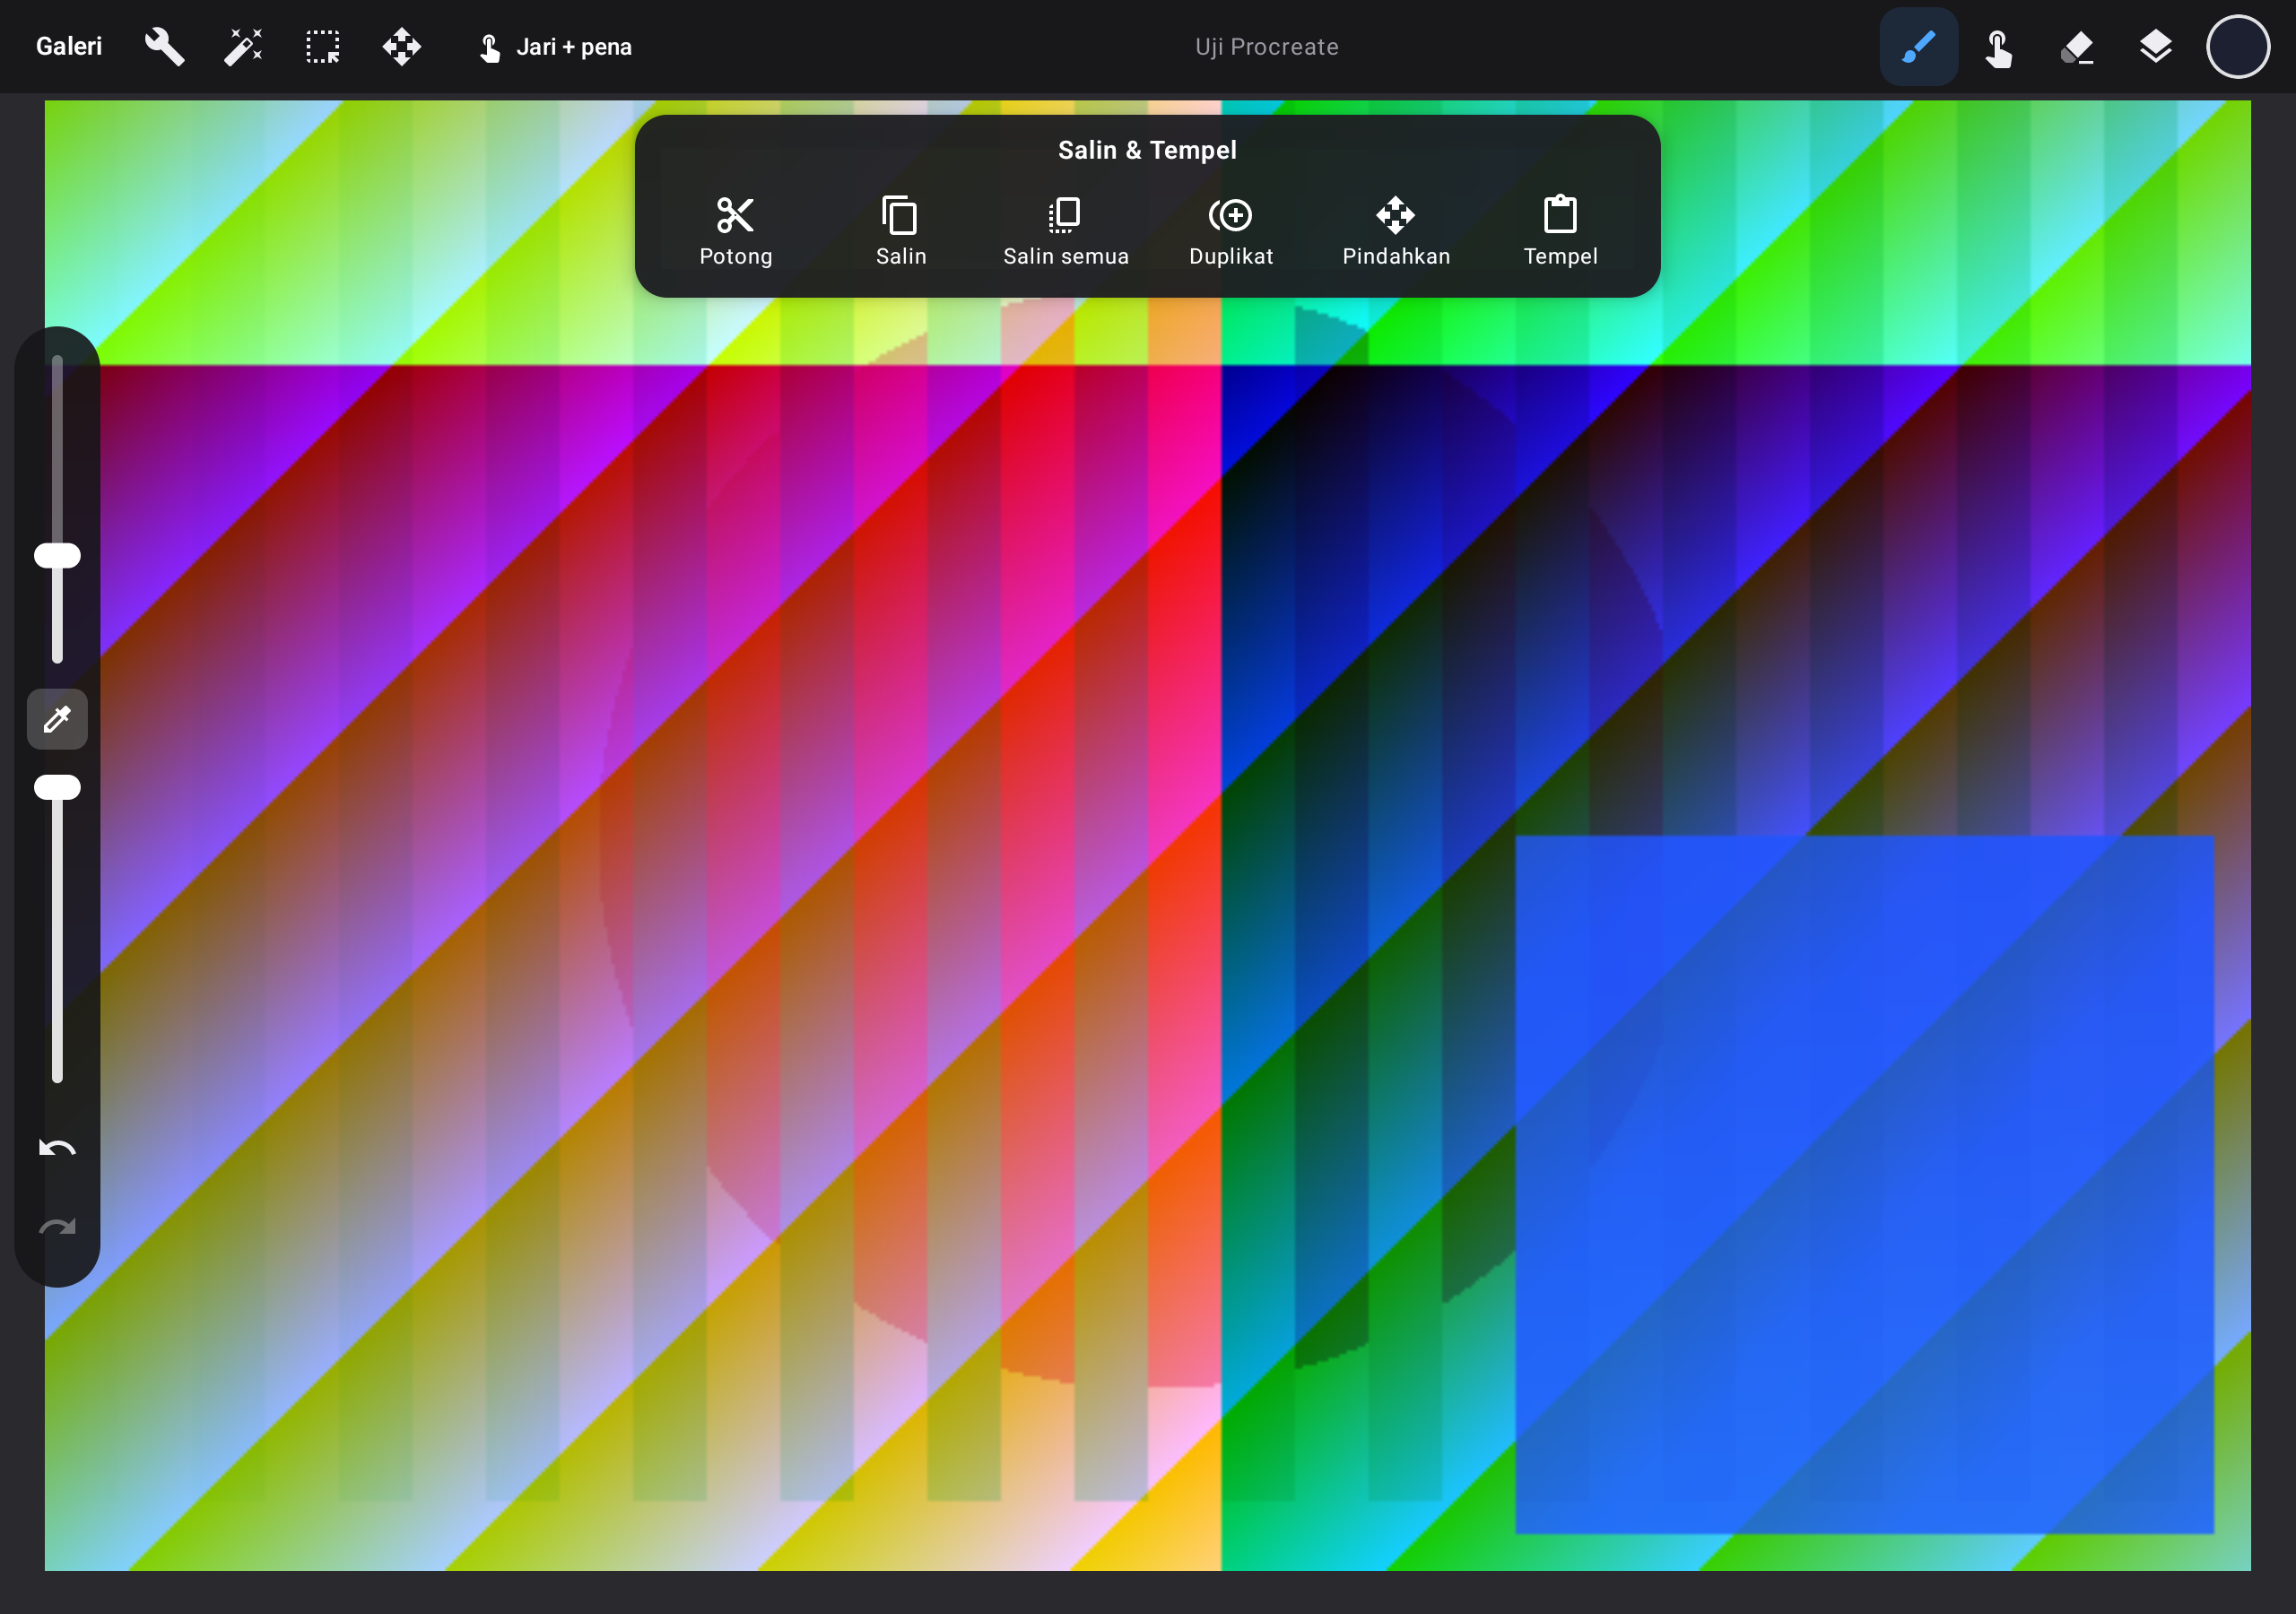 Galeri
Jari + pena
Uji Procreate
Salin & Tempel
Potong
Salin
Salin semua
Duplikat
Pindahkan
Tempel